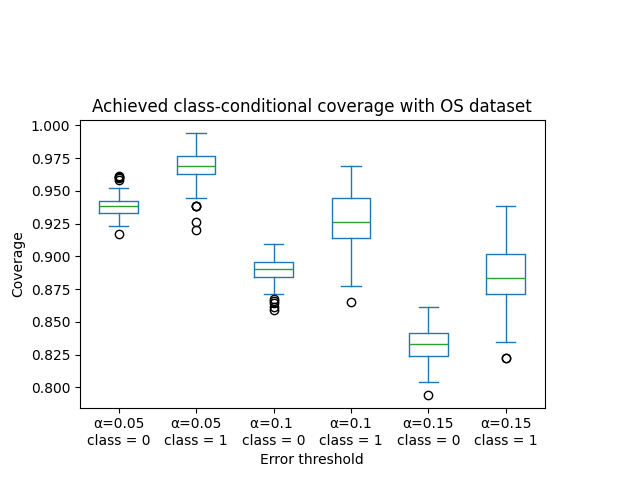 Achieved class-conditional coverage with OS dataset
1.000
0.975
0.950
0.925
0.900
0.875
0.850
0.825
0.800
Coverage
α=0.05 α=0.05 α=0.1 α=0.1 α=0.15 α=0.15
class = 0 class = 1 class = 0 class = 1 class = 0 class = 1
Error threshold